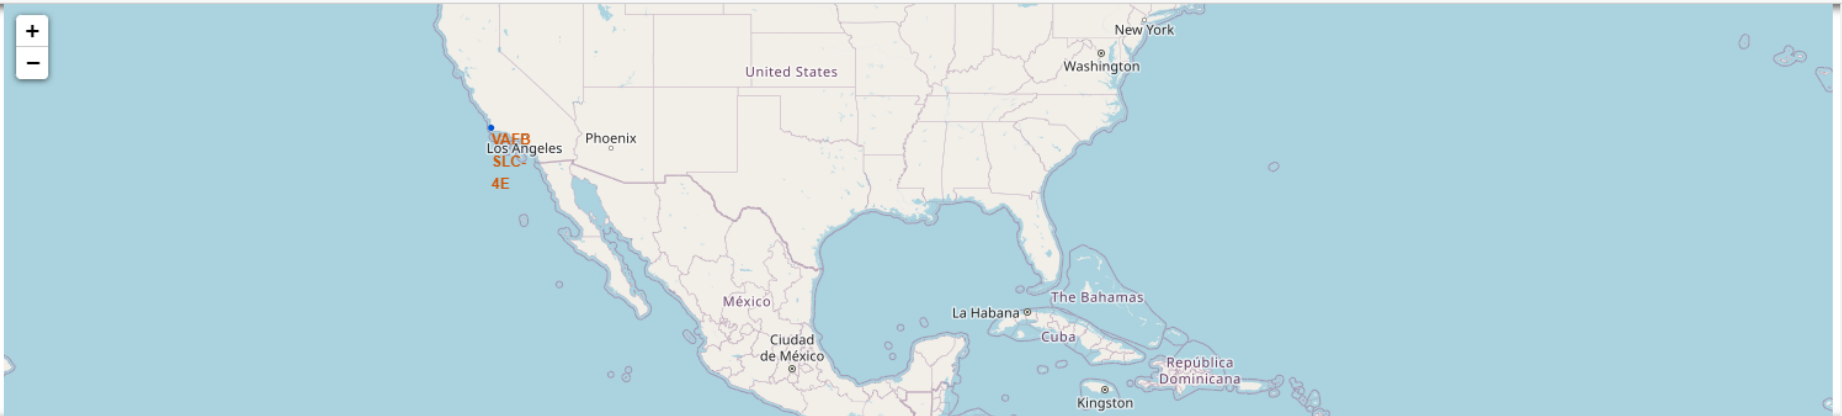 +
−
New York
Washington
United States
VAFB
Los Angeles
SLC-
4E
Phoenix
México
The Bahamas
La Habana
Cuba
Ciudad
de México
República
Dominicana
Kingston